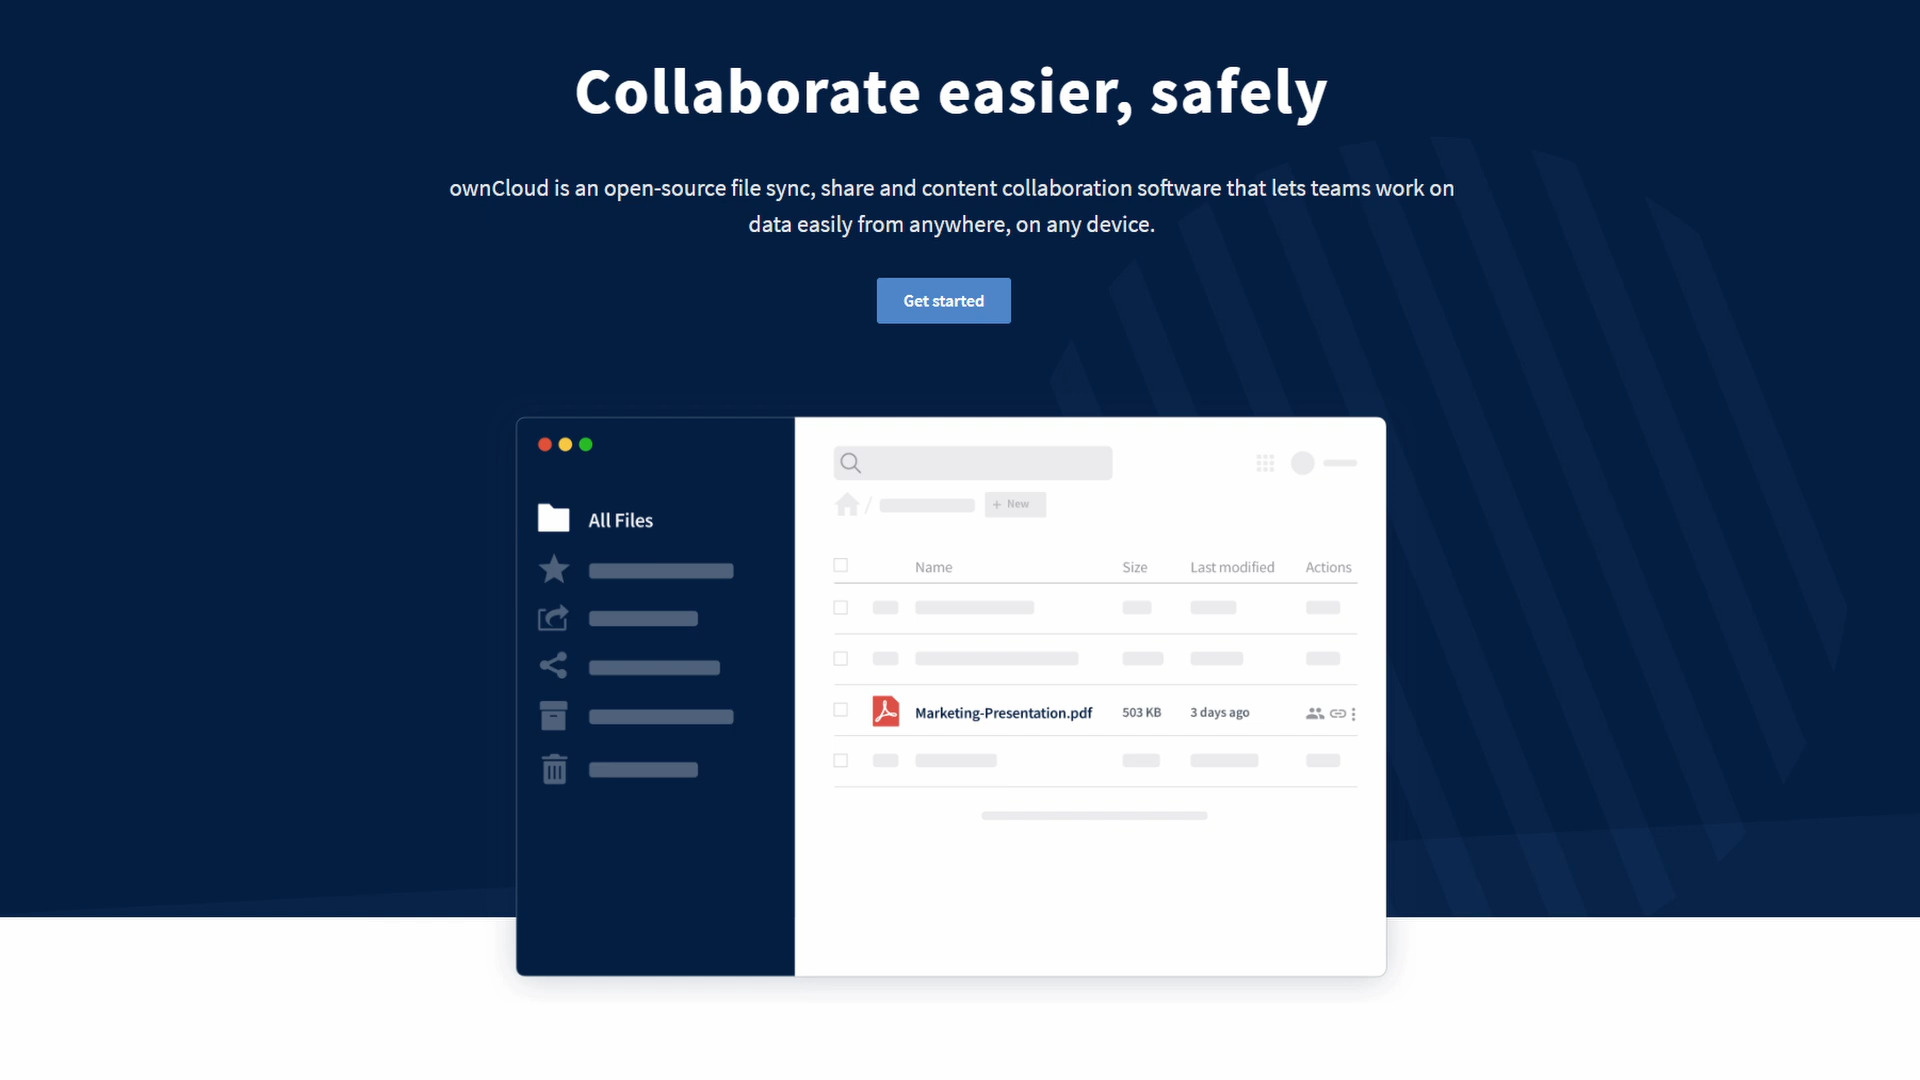 Collaborate easier, safely
ownCloud is an open-source file sync, share and content collaboration software that lets teams work on
data easily from anywhere, on any device.
Get started
All Files
+ New
Name Size Last modified Actions
Marketing-Presentation.pdf 503 KB 3 days ago